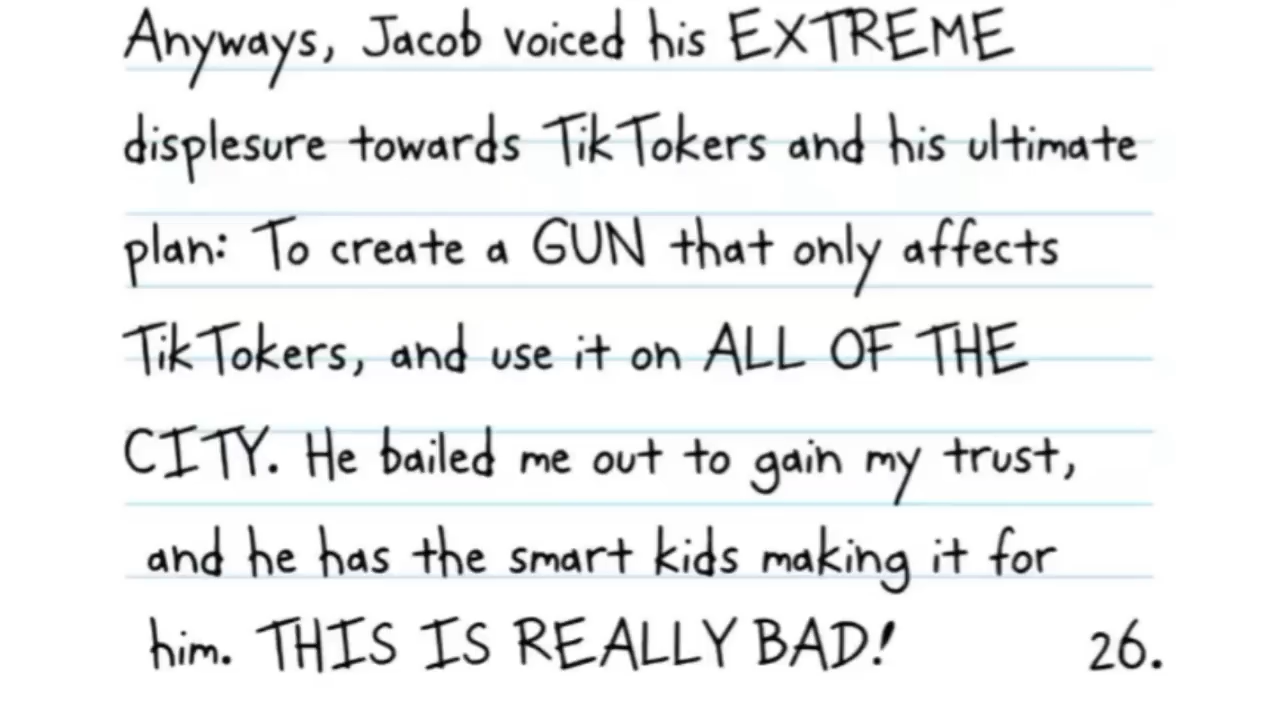 Anyways, Jacob voiced his EXTREME
displesure towards TikTokers and his ultimate
plan: To create a GUN that only affects
TikTokers, and use it on ALL OF THE
CITY. He bailed me out to gain my trust,
and he has the smart kids making it for
him. THIS IS REALLY BAD! 26.